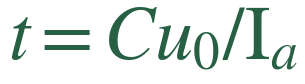 t = Cu₀/Iₐ